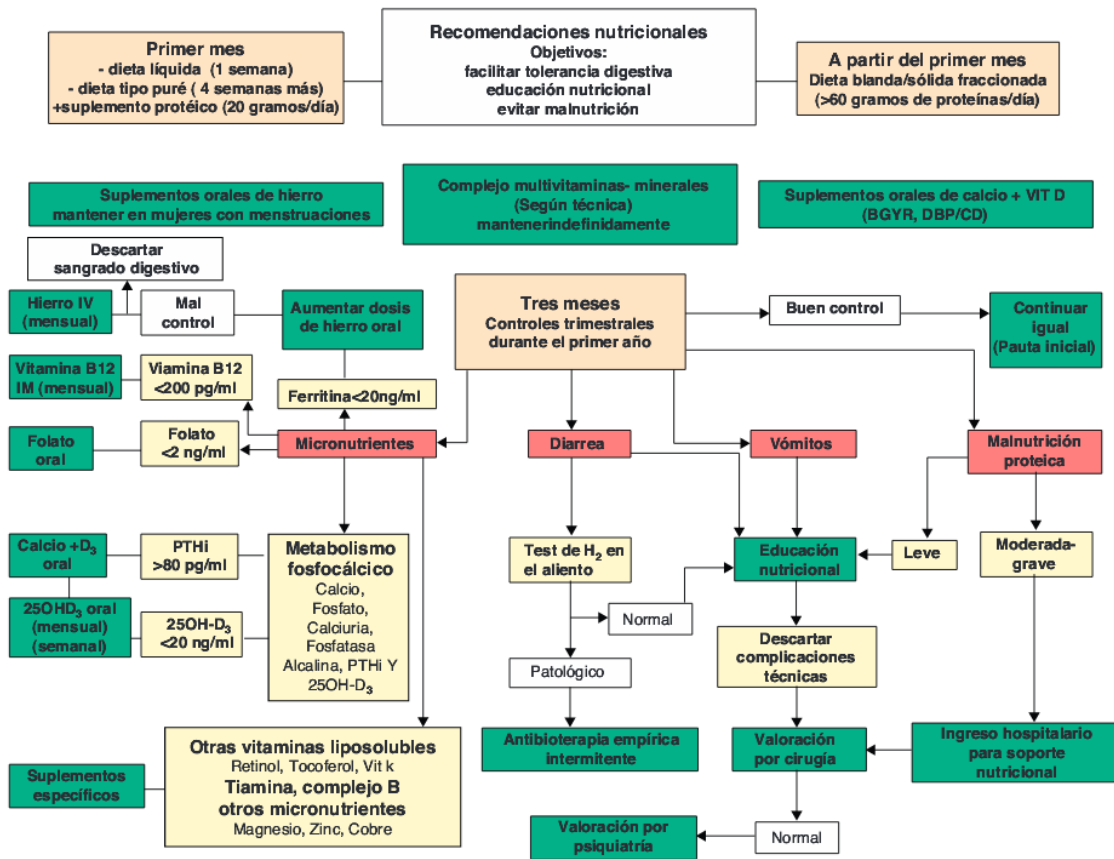 Primer mes
- dieta líquida (1 semana)
- dieta tipo puré ( 4 semanas más)
+suplemento protéico (20 gramos/día)
Recomendaciones nutricionales
Objetivos:
facilitar tolerancia digestiva
educación nutricional
evitar malnutrición
A partir del primer mes
Dieta blanda/sólida fraccionada
(>60 gramos de proteínas/día)
Suplementos orales de hierro
mantener en mujeres con menstruaciones
Complejo multivitaminas- minerales
(Según técnica)
mantenerindefinidamente
Suplementos orales de calcio + VIT D
(BGYR, DBP/CD)
Descartar
sangrado digestivo
Hierro IV
(mensual)
Mal
control
Aumentar dosis
de hierro oral
Tres meses
Controles trimestrales
durante el primer año
Buen control
Continuar
igual
(Pauta inicial)
Vitamina B12
IM (mensual)
Viamina B12
<200 pg/ml
Ferritina<20ng/ml
Folato
oral
Folato
<2 ng/ml
Micronutrientes
Diarrea
Vómitos
Malnutrición
proteica
Calcio +D₃
oral
PTHi
>80 pg/ml
Metabolismo
fosfocálcico
Calcio,
Fosfato,
Calciuria,
Fosfatasa
Alcalina, PTHi Y
25OH-D₃
Test de H₂ en
el aliento
Educación
nutricional
Leve
Moderada-
grave
25OHD₃ oral
(mensual)
(semanal)
25OH-D₃
<20 ng/ml
Normal
Patológico
Descartar
complicaciones
técnicas
Otras vitaminas liposolubles
Retinol, Tocoferol, Vit k
Tiamina, complejo B
otros micronutrientes
Magnesio, Zinc, Cobre
Suplementos
específicos
Antibioterapia empírica
intermitente
Valoración
por cirugía
Ingreso hospitalario
para soporte
nutricional
Valoración por
psiquiatría
Normal